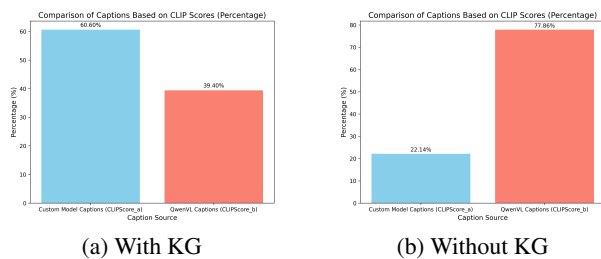 Comparison of Captions Based on CLIP Scores (Percentage)
60.60%
39.40%
60
50
40
30
20
10
0
Percentage (%)
Custom Model Captions (CLIPScore_a)
QwenVL Captions (CLIPScore_b)
Caption Source
(a) With KG
Comparison of Captions Based on CLIP Scores (Percentage)
77.86%
22.14%
80
70
60
50
40
30
20
10
0
Percentage (%)
Custom Model Captions (CLIPScore_a)
QwenVL Captions (CLIPScore_b)
Caption Source
(b) Without KG